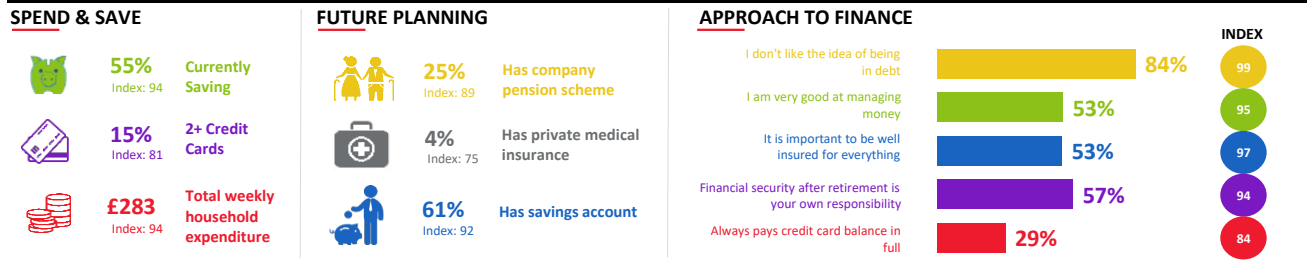 SPEND & SAVE
55%
Index: 94
Currently
Saving
15%
Index: 81
2+ Credit
Cards
£283
Index: 94
Total weekly
household
expenditure
FUTURE PLANNING
25%
Index: 89
Has company
pension scheme
4%
Index: 75
Has private medical
insurance
61%
Index: 92
Has savings account
APPROACH TO FINANCE
INDEX
I don't like the idea of being
in debt
84%
99
I am very good at managing
money
53%
95
It is important to be well
insured for everything
53%
97
Financial security after retirement is
your own responsibility
57%
94
Always pays credit card balance in
full
29%
84